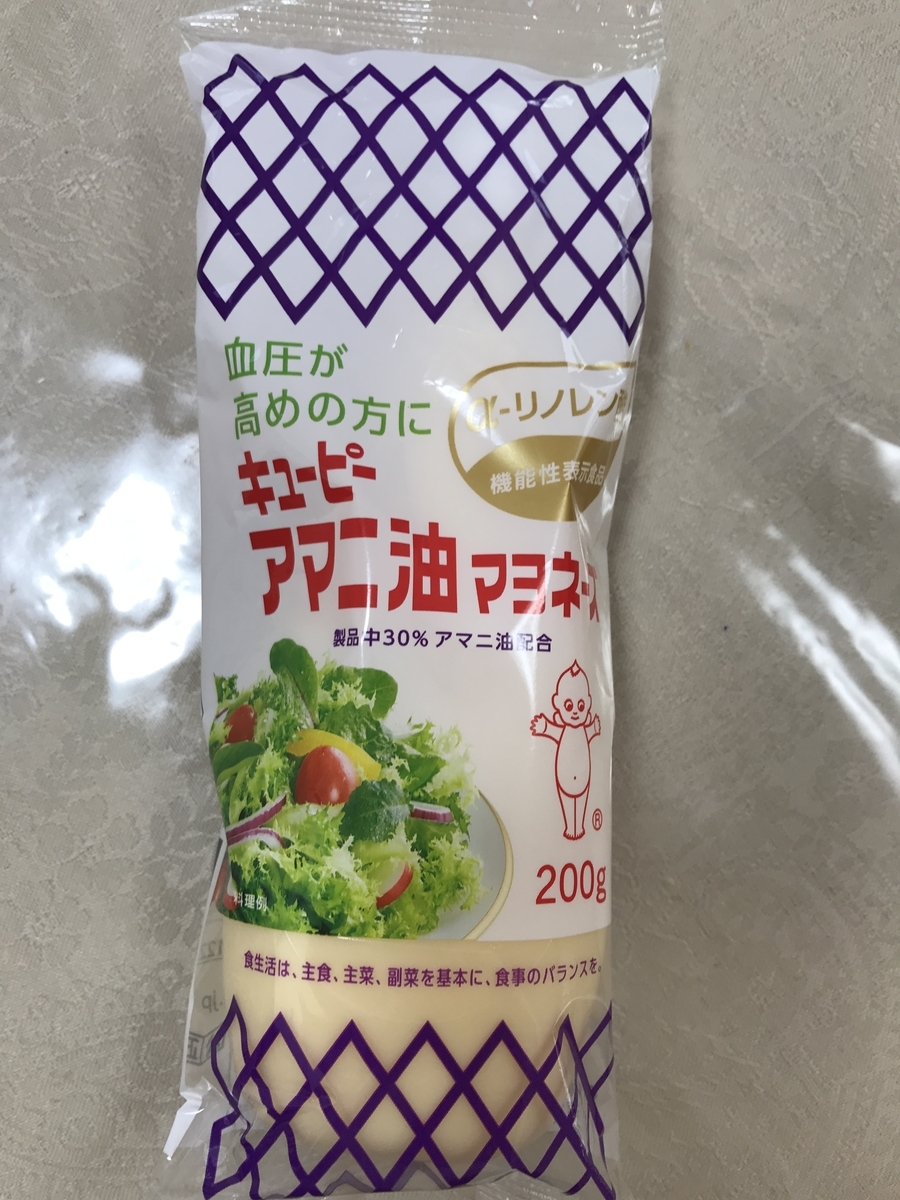 血圧が
高めの方に
α-リノレン酸
機能性表示食品
キューピー
アマニ油 マヨネーズ
製品中30% アマニ油配合
®
200g
料理例
食生活は、主食、主菜、副菜を基本に、食事のバランスを。